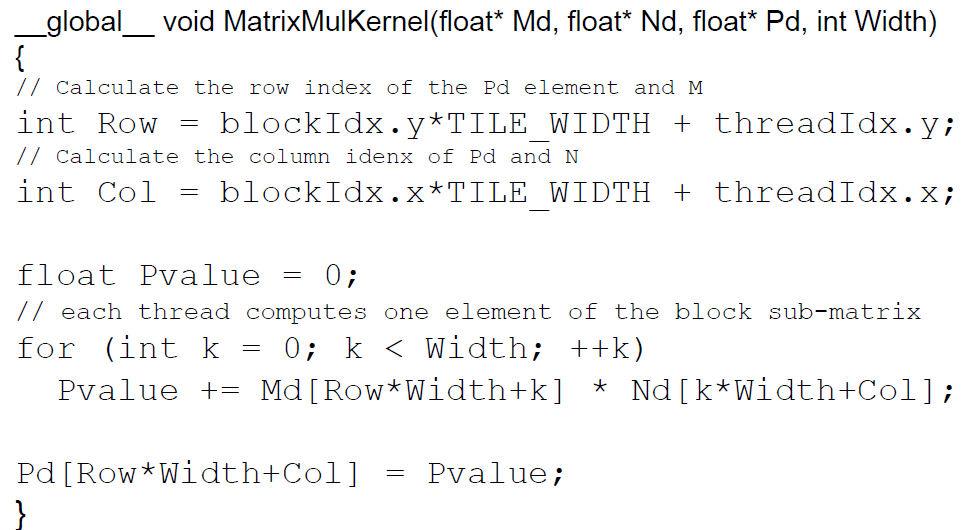 __global__ void MatrixMulKernel(float* Md, float* Nd, float* Pd, int Width)
{
// Calculate the row index of the Pd element and M
int Row = blockIdx.y*TILE_WIDTH + threadIdx.y;
// Calculate the column idenx of Pd and N
int Col = blockIdx.x*TILE_WIDTH + threadIdx.x;
float Pvalue = 0;
// each thread computes one element of the block sub-matrix
for (int k = 0; k < Width; ++k)
Pvalue += Md[Row*Width+k] * Nd[k*Width+Col];
Pd[Row*Width+Col] = Pvalue;
}